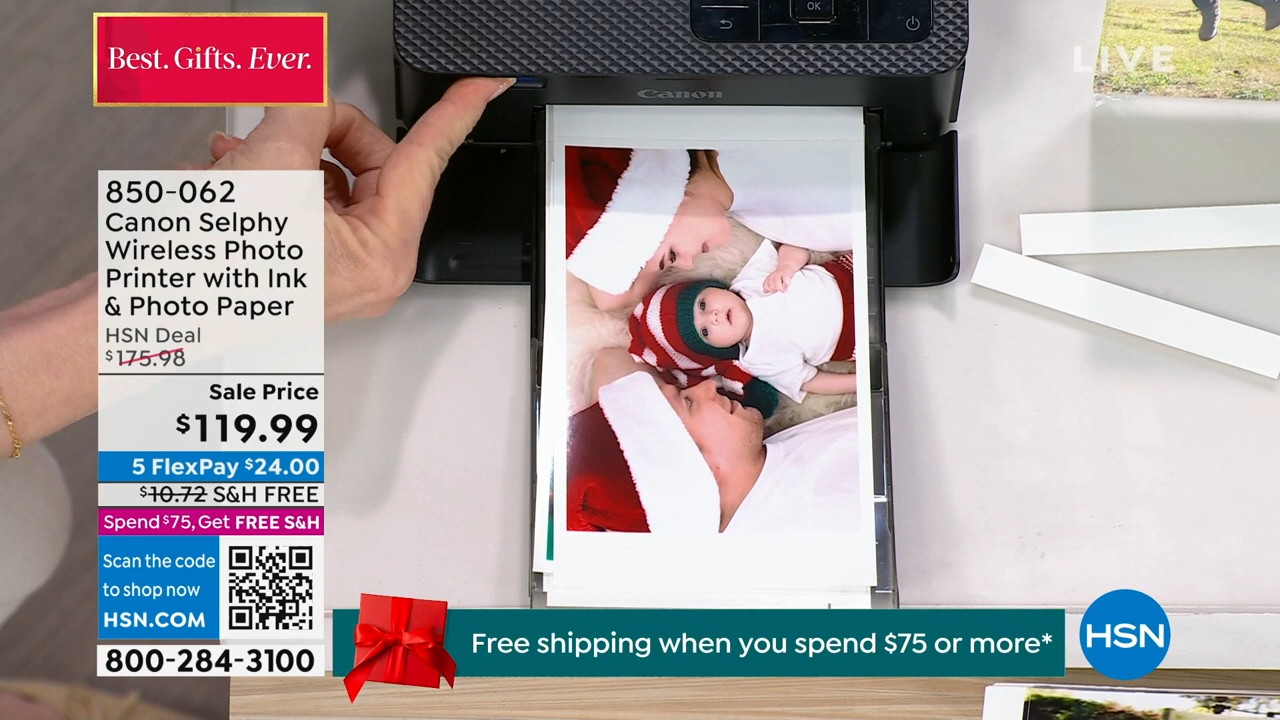 Best. Gifts. Ever.
OK
LIVE
Canon
850-062
Canon Selphy
Wireless Photo
Printer with Ink
& Photo Paper
HSN Deal
$175.98
Sale Price
$119.99
5 FlexPay $24.00
$10.72 S&H FREE
Spend $75, Get FREE S&H
Scan the code
to shop now
HSN.COM
800-284-3100
Free shipping when you spend $75 or more*
HSN